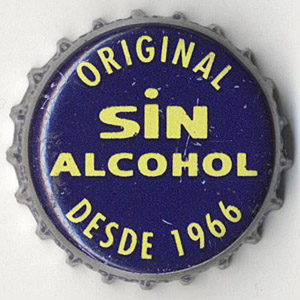 ORIGINAL
SiN
ALCOHOL
DESDE 1966